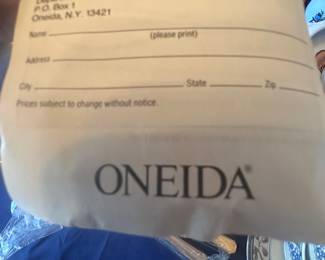 P.O. Box 1
Oneida, N.Y. 13421
Name (please print)
Address
City State Zip
Prices subject to change without notice.
ONEIDA®